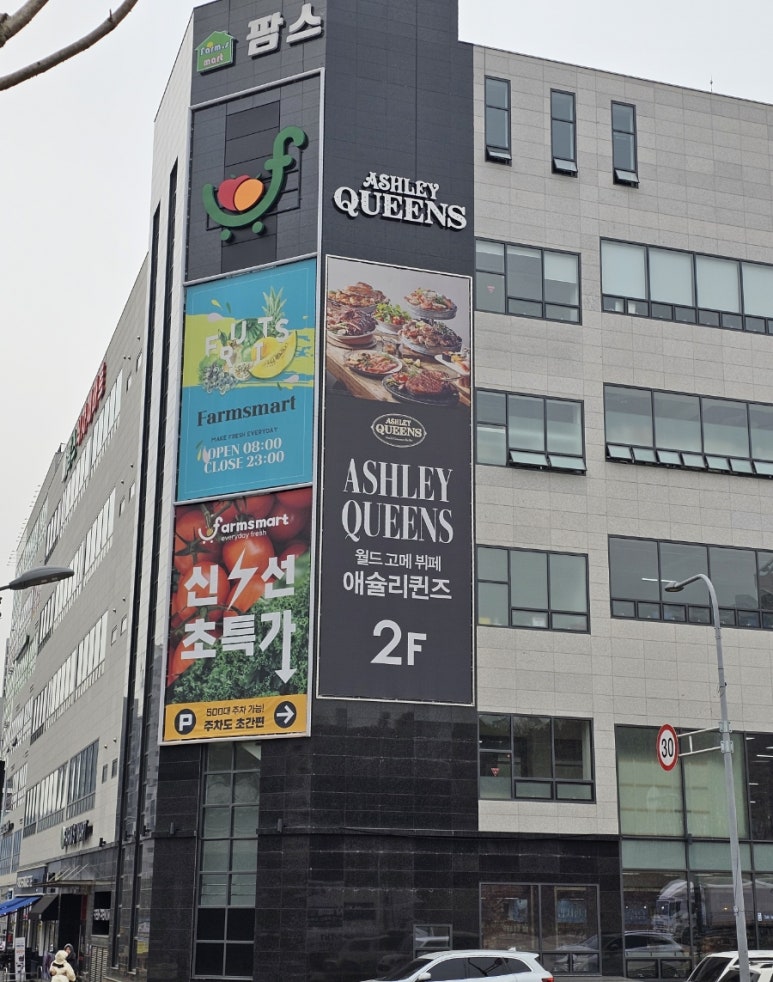 Farm's
mart
팜스
ASHLEY
QUEENS
FRUITS
FRUIT
Farmsmart
MAKE FRESH EVERYDAY
OPEN 08:00
CLOSE 23:00
ASHLEY
QUEENS
ASHLEY
QUEENS
월드 고메 뷔페
애슐리퀸즈
2F
farmsmart
everyday fresh
신선
초특가
P
500대 주차 가능!
주차도 초간편
30